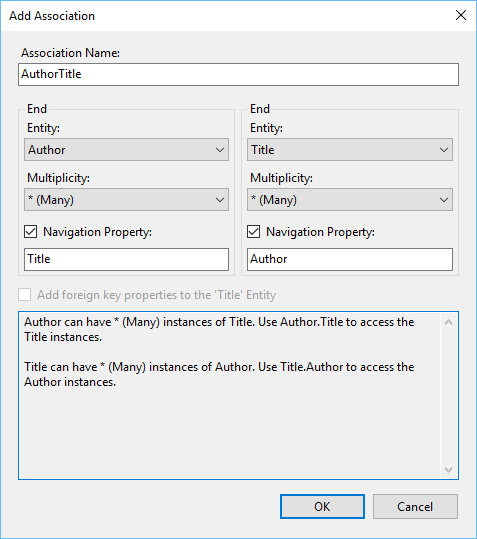 Add Association
Association Name:
AuthorTitle
End
Entity:
Author
Multiplicity:
* (Many)
Navigation Property:
Title
End
Entity:
Title
Multiplicity:
* (Many)
Navigation Property:
Author
Add foreign key properties to the 'Title' Entity
Author can have * (Many) instances of Title. Use Author.Title to access the
Title instances.
Title can have * (Many) instances of Author. Use Title.Author to access the
Author instances.
OK
Cancel